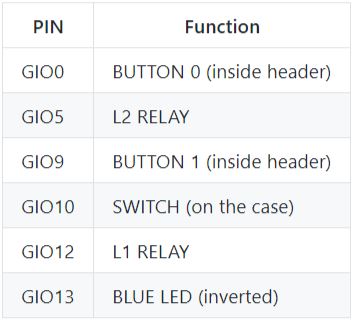 PIN Function
GIO0 BUTTON 0 (inside header)
GIO5 L2 RELAY
GIO9 BUTTON 1 (inside header)
GIO10 SWITCH (on the case)
GIO12 L1 RELAY
GIO13 BLUE LED (inverted)